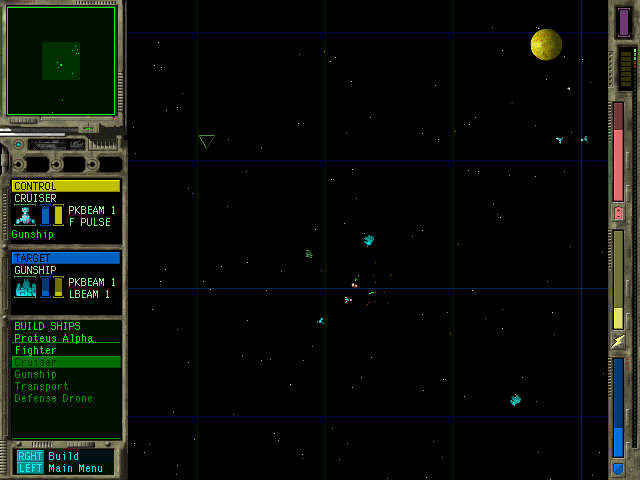 CONTROL
CRUISER
PKBEAM 1
F PULSE
Gunship
TARGET
GUNSHIP
PKBEAM 1
LBEAM 1
BUILD SHIPS
Proteus Alpha
Fighter
Cruiser
Gunship
Transport
Defense Drone
RGHT Build
LEFT Main Menu